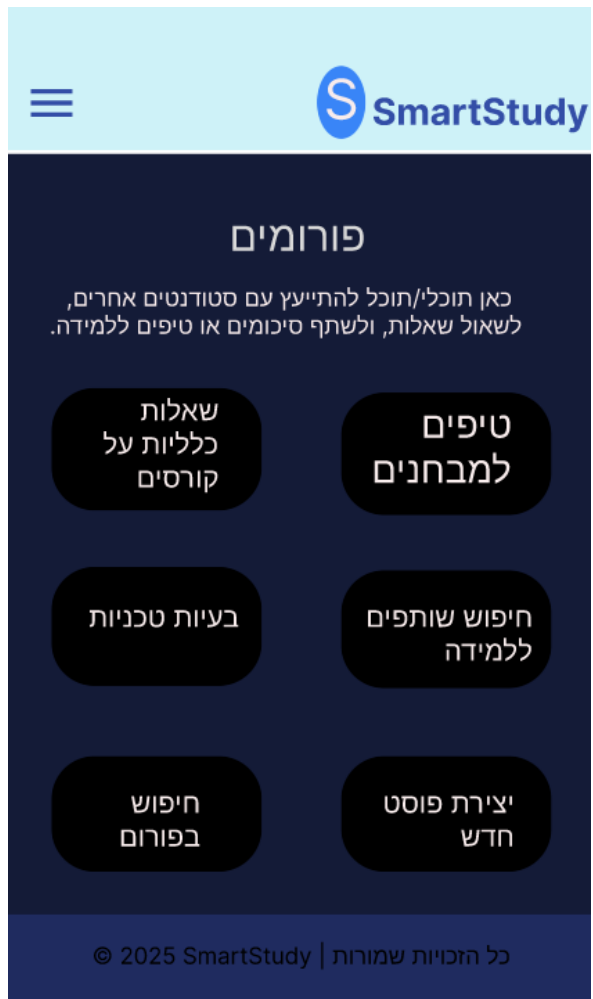 S SmartStudy
פורומים
כאן תוכלי/תוכל להתייעץ עם סטודנטים אחרים,
לשאול שאלות, ולשתף סיכומים או טיפים ללמידה.
טיפים
למבחנים
שאלות
כלליות על
קורסים
חיפוש שותפים
ללמידה
בעיות טכניות
יצירת פוסט
חדש
חיפוש
בפורום
כל הזכויות שמורות | SmartStudy 2025 ©